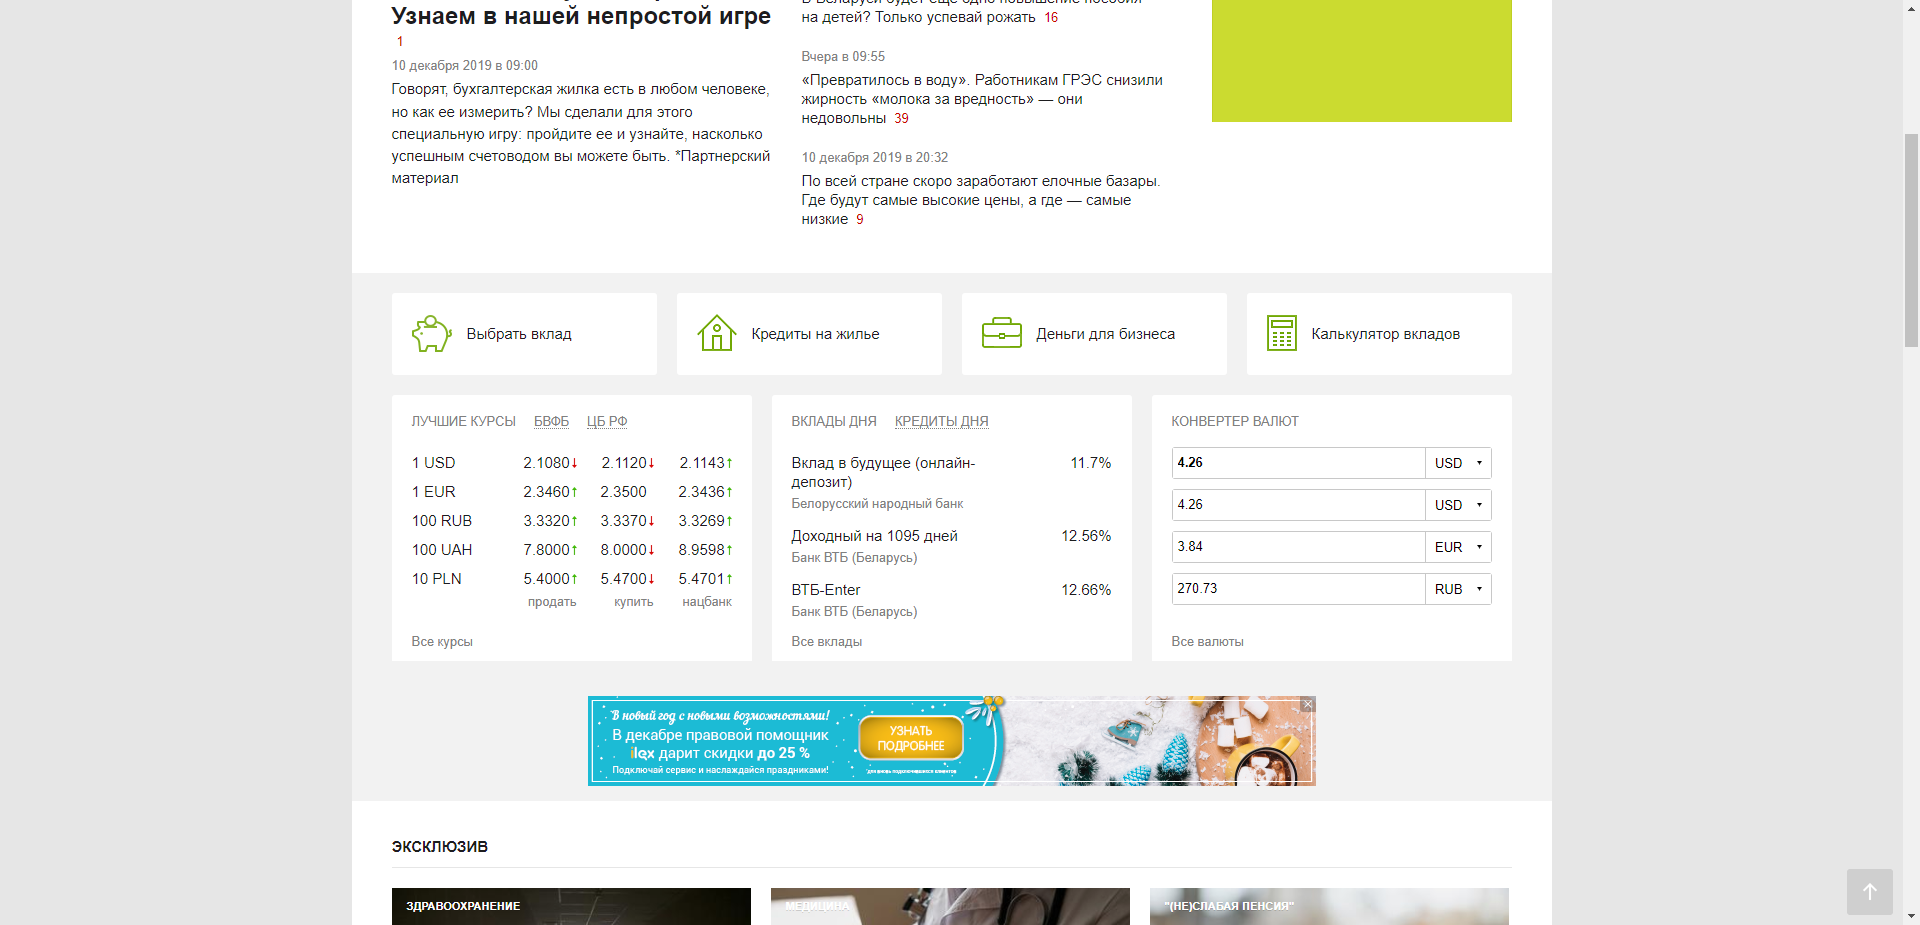 Узнаем в нашей непростой игре
1
10 декабря 2019 в 09:00
Говорят, бухгалтерская жилка есть в любом человеке,
но как ее измерить? Мы сделали для этого
специальную игру: пройдите ее и узнайте, насколько
успешным счетоводом вы можете быть. *Партнерский
материал
В Беларуси будет еще одно повышение пособия
на детей? Только успевай рожать 16
Вчера в 09:55
«Превратилось в воду». Работникам ГРЭС снизили
жирность «молока за вредность» — они
недовольны 39
10 декабря 2019 в 20:32
По всей стране скоро заработают елочные базары.
Где будут самые высокие цены, а где — самые
низкие 9
Выбрать вклад
Кредиты на жилье
Деньги для бизнеса
Калькулятор вкладов
ЛУЧШИЕ КУРСЫ БВФБ ЦБ РФ
1 USD 2.1080↓ 2.1120↓ 2.1143↑
1 EUR 2.3460↑ 2.3500 2.3436↑
100 RUB 3.3320↑ 3.3370↓ 3.3269↑
100 UAH 7.8000↑ 8.0000↓ 8.9598↑
10 PLN 5.4000↑ 5.4700↓ 5.4701↑
продать купить нацбанк
Все курсы
ВКЛАДЫ ДНЯ КРЕДИТЫ ДНЯ
Вклад в будущее (онлайн- 11.7%
депозит)
Белорусский народный банк
Доходный на 1095 дней 12.56%
Банк ВТБ (Беларусь)
ВТБ-Enter 12.66%
Банк ВТБ (Беларусь)
Все вклады
КОНВЕРТЕР ВАЛЮТ
4.26 USD
4.26 USD
3.84 EUR
270.73 RUB
Все валюты
В новый год с новыми возможностями!
В декабре правовой помощник
ilex дарит скидки до 25 %
Подключай сервис и наслаждайся праздниками!
УЗНАТЬ
ПОДРОБНЕЕ
*для вновь подключившихся клиентов
ЭКСКЛЮЗИВ
ЗДРАВООХРАНЕНИЕ
МЕДИЦИНА
"(НЕ)СЛАБАЯ ПЕНСИЯ"